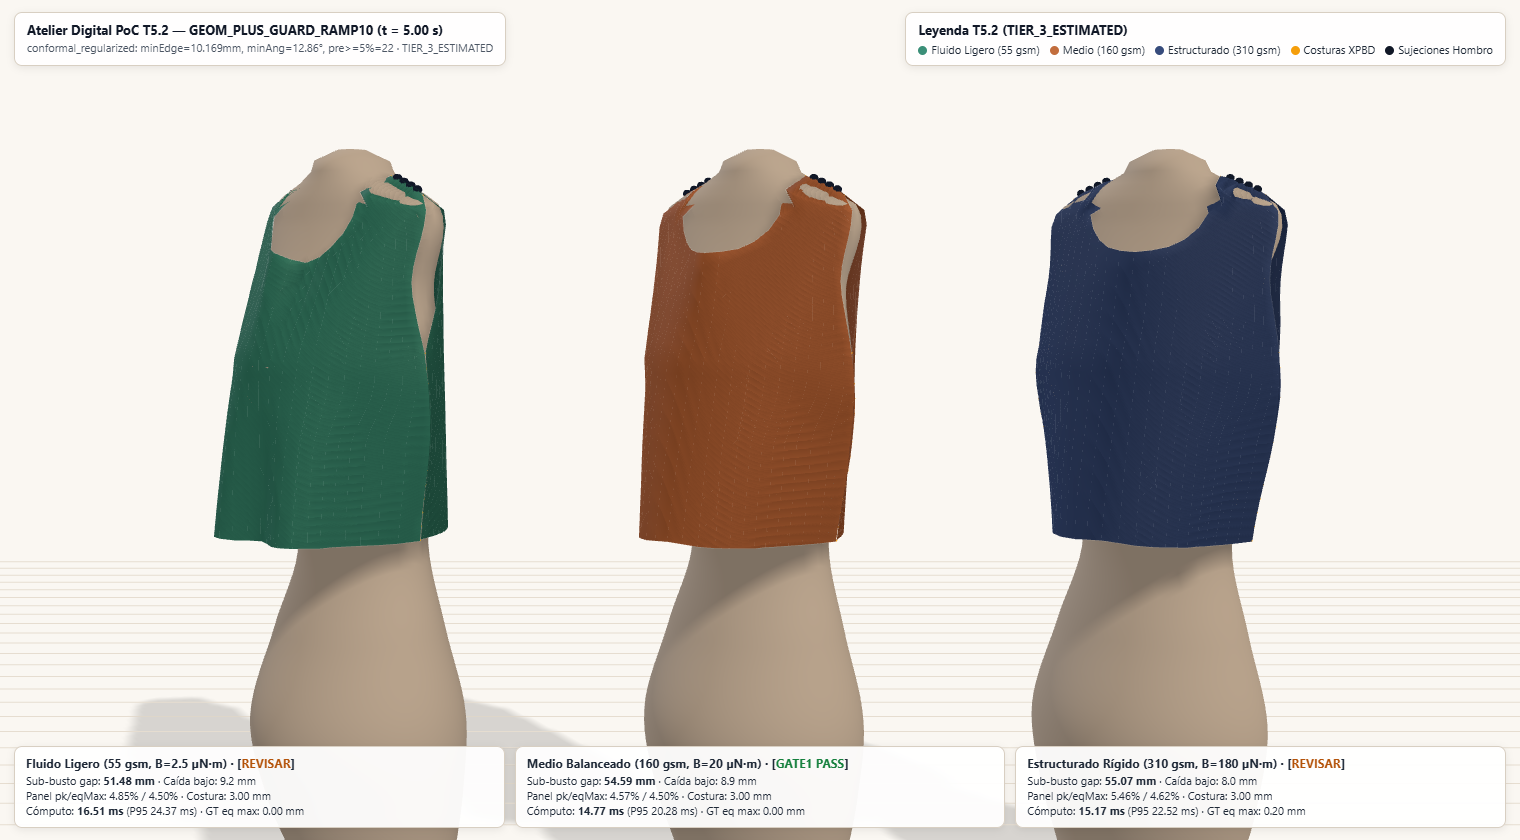 Atelier Digital PoC T5.2 — GEOM_PLUS_GUARD_RAMP10 (t = 5.00 s)
conformal_regularized: minEdge=10.169mm, minAng=12.86°, pre>=5%=22 · TIER_3_ESTIMATED
Leyenda T5.2 (TIER_3_ESTIMATED)
Fluido Ligero (55 gsm) Medio (160 gsm) Estructurado (310 gsm) Costuras XPBD Sujeciones Hombro
Fluido Ligero (55 gsm, B=2.5 µN·m) · [REVISAR]
Sub-busto gap: 51.48 mm · Caída bajo: 9.2 mm
Panel pk/eqMax: 4.85% / 4.50% · Costura: 3.00 mm
Cómputo: 16.51 ms (P95 24.37 ms) · GT eq max: 0.00 mm
Medio Balanceado (160 gsm, B=20 µN·m) · [GATE1 PASS]
Sub-busto gap: 54.59 mm · Caída bajo: 8.9 mm
Panel pk/eqMax: 4.57% / 4.50% · Costura: 3.00 mm
Cómputo: 14.77 ms (P95 20.28 ms) · GT eq max: 0.00 mm
Estructurado Rígido (310 gsm, B=180 µN·m) · [REVISAR]
Sub-busto gap: 55.07 mm · Caída bajo: 8.0 mm
Panel pk/eqMax: 5.46% / 4.62% · Costura: 3.00 mm
Cómputo: 15.17 ms (P95 22.52 ms) · GT eq max: 0.20 mm